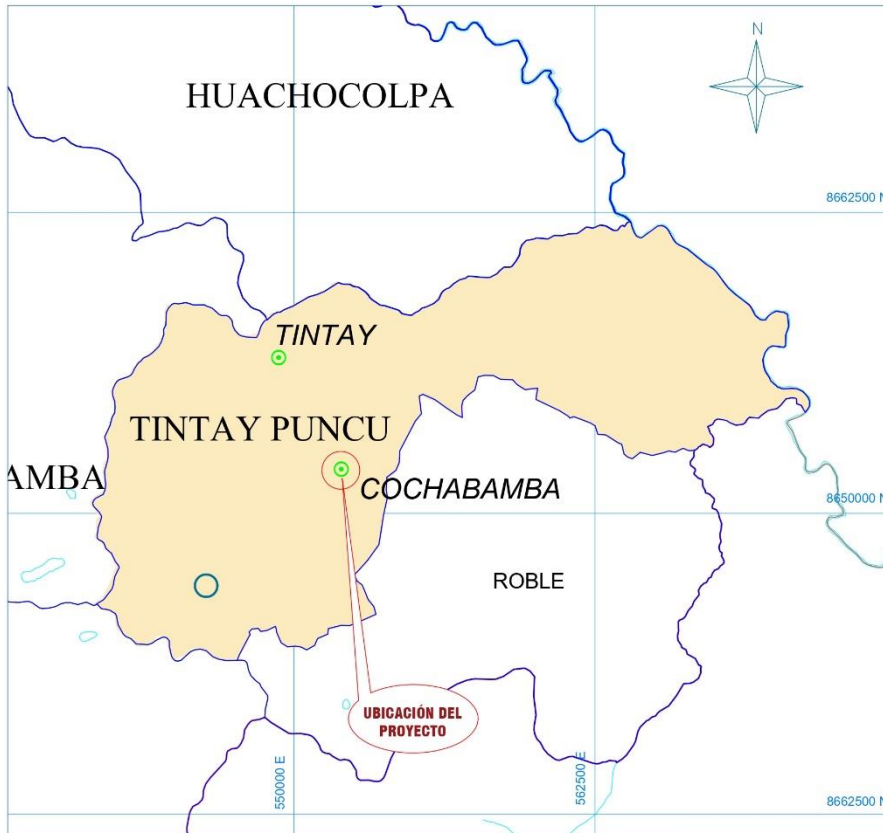 N
HUACHOCOLPA
8662500 N
TINTAY
TINTAY PUNCU
AMBA
COCHABAMBA
8650000 N
ROBLE
UBICACIÓN DEL
PROYECTO
550000 E
562500 E
8662500 N